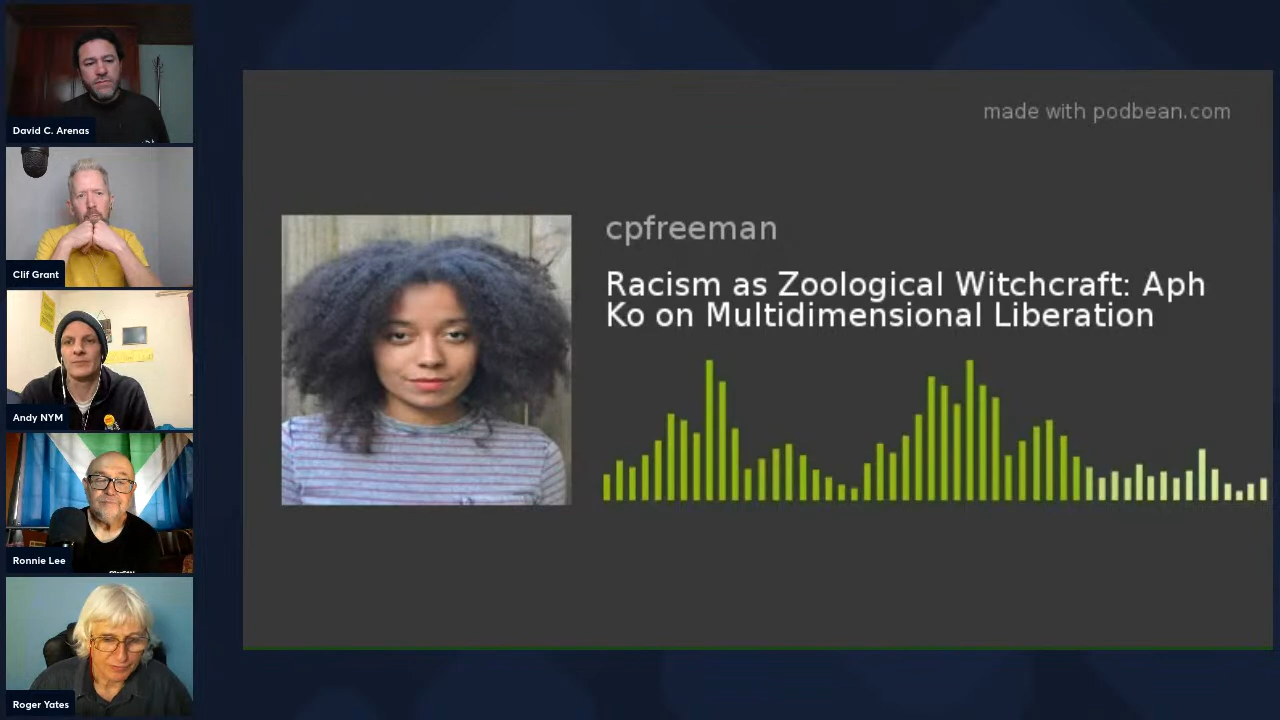 David C. Arenas
Clif Grant
Andy NYM
Ronnie Lee
Roger Yates
made with podbean.com
cpfreeman
Racism as Zoological Witchcraft: Aph
Ko on Multidimensional Liberation